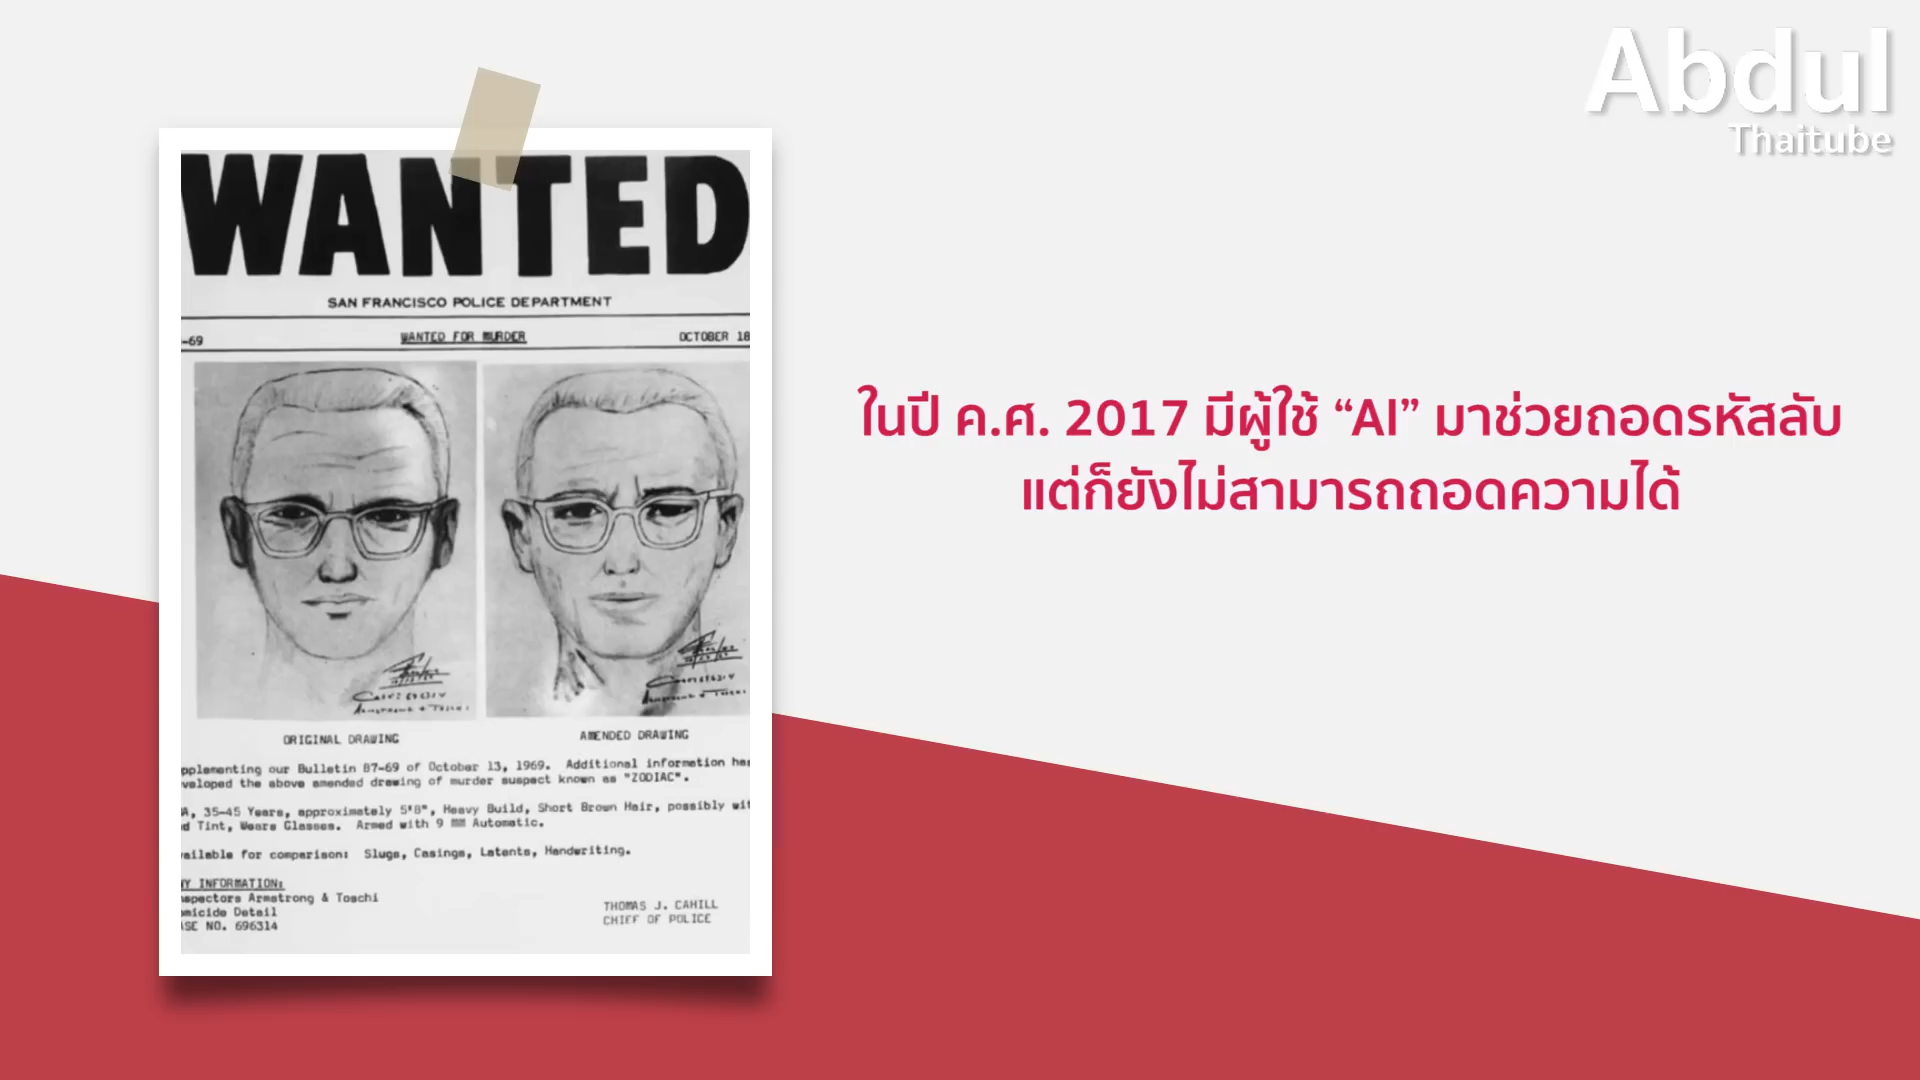 Abdul
Thaitube
WANTED
SAN FRANCISCO POLICE DEPARTMENT
-69 WANTED FOR MURDER OCTOBER 18
ในปี ค.ศ. 2017 มีผู้ใช้ “AI” มาช่วยถอดรหัสลับ
แต่ก็ยังไม่สามารถถอดความได้
ORIGINAL DRAWING AMENDED DRAWING
pplementing our Bulletin 87-69 of October 13, 1969. Additional information has
veloped the above amended drawing of murder suspect known as "ZODIAC".
A, 35-45 Years, approximately 5'8", Heavy Build, Short Brown Hair, possibly wit
d Tint, Wears Glasses. Armed with 9 MM Automatic.
ailable for comparison: Slugs, Casings, Latents, Handwriting.
Y INFORMATION:
nspectors Armstrong & Toschi
micide Detail
ASE NO. 696314
THOMAS J. CAHILL
CHIEF OF POLICE